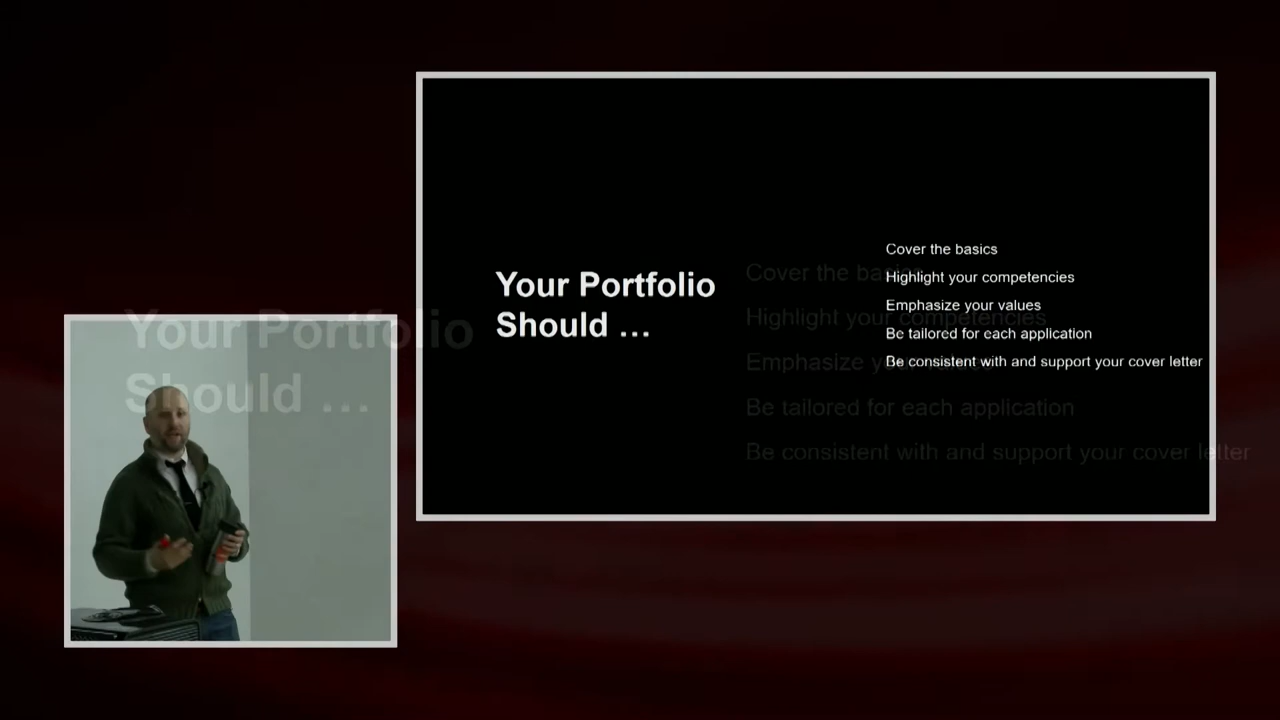 Your Portfolio
Should …
Cover the basics
Highlight your competencies
Emphasize your values
Be tailored for each application
Be consistent with and support your cover letter